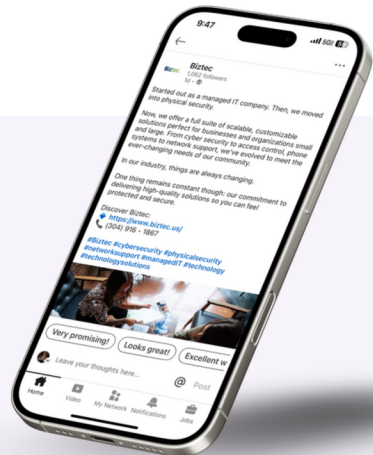 9:47
5G
Biztec
Biztec
1,062 followers
1d •
Started out as a managed IT company. Then, we moved
into physical security.
Now, we offer a full suite of scalable, customizable
solutions perfect for businesses and organizations small
and large. From cyber security to access control, phone
systems to network support, we've evolved to meet the
ever-changing needs of our community.
In our industry, things are always changing.
One thing remains constant though: our commitment to
delivering high-quality solutions so you can feel
protected and secure.
Discover Biztec:
https://www.biztec.us/
(304) 916 - 1867
#Biztec #cybersecurity #physicalsecurity
#networksupport #managedIT #technology
#technologysolutions
Very promising!
Looks great!
Excellent w
Leave your thoughts here...
@ Post
Home
Video
My Network
Notifications
Jobs